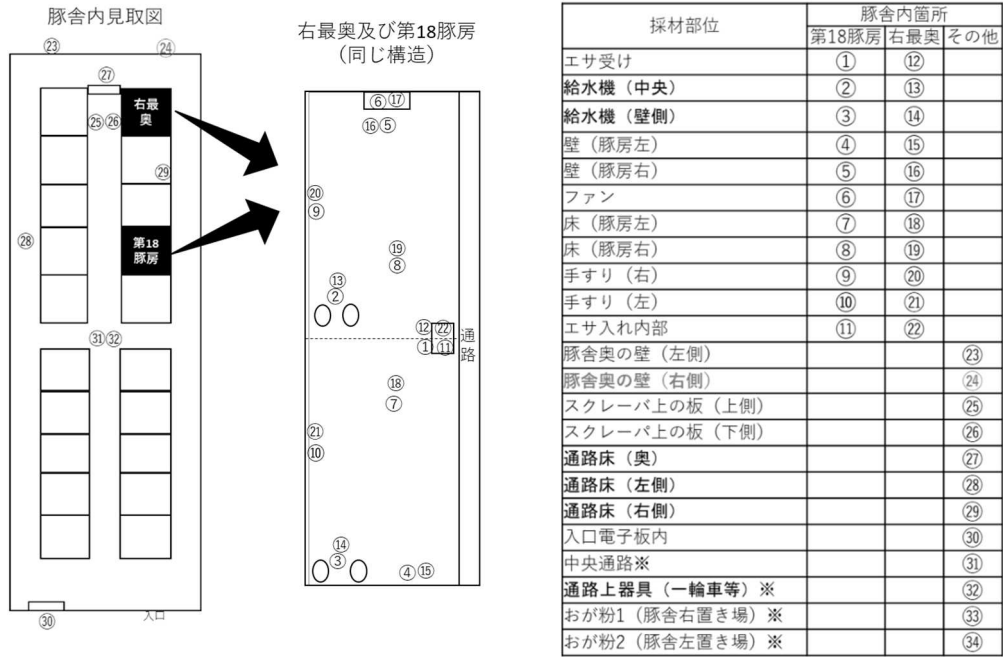 豚舎内見取図
㉓
㉔
㉗
右最
奥
㉕㉖
㉙
㉘
第18
豚房
㉛㉜
㉚
入口
右最奥及び第18豚房
（同じ構造）
⑥⑰
⑯⑤
⑳
⑨
⑲
⑧
⑬
②
⑫㉒
①⑪
通
路
⑱
⑦
㉑
⑩
⑭
③
④⑮
採材部位 豚舎内箇所
第18豚房 右最奥 その他
エサ受け ① ⑫
給水機（中央） ② ⑬
給水機（壁側） ③ ⑭
壁（豚房左） ④ ⑮
壁（豚房右） ⑤ ⑯
ファン ⑥ ⑰
床（豚房左） ⑦ ⑱
床（豚房右） ⑧ ⑲
手すり（右） ⑨ ⑳
手すり（左） ⑩ ㉑
エサ入れ内部 ⑪ ㉒
豚舎奥の壁（左側） ㉓
豚舎奥の壁（右側） ㉔
スクレーバ上の板（上側） ㉕
スクレーパ上の板（下側） ㉖
通路床（奥） ㉗
通路床（左側） ㉘
通路床（右側） ㉙
入口電子板内 ㉚
中央通路※ ㉛
通路上器具（一輪車等）※ ㉜
おが粉1（豚舎右置き場）※ ㉝
おが粉2（豚舎左置き場）※ ㉞